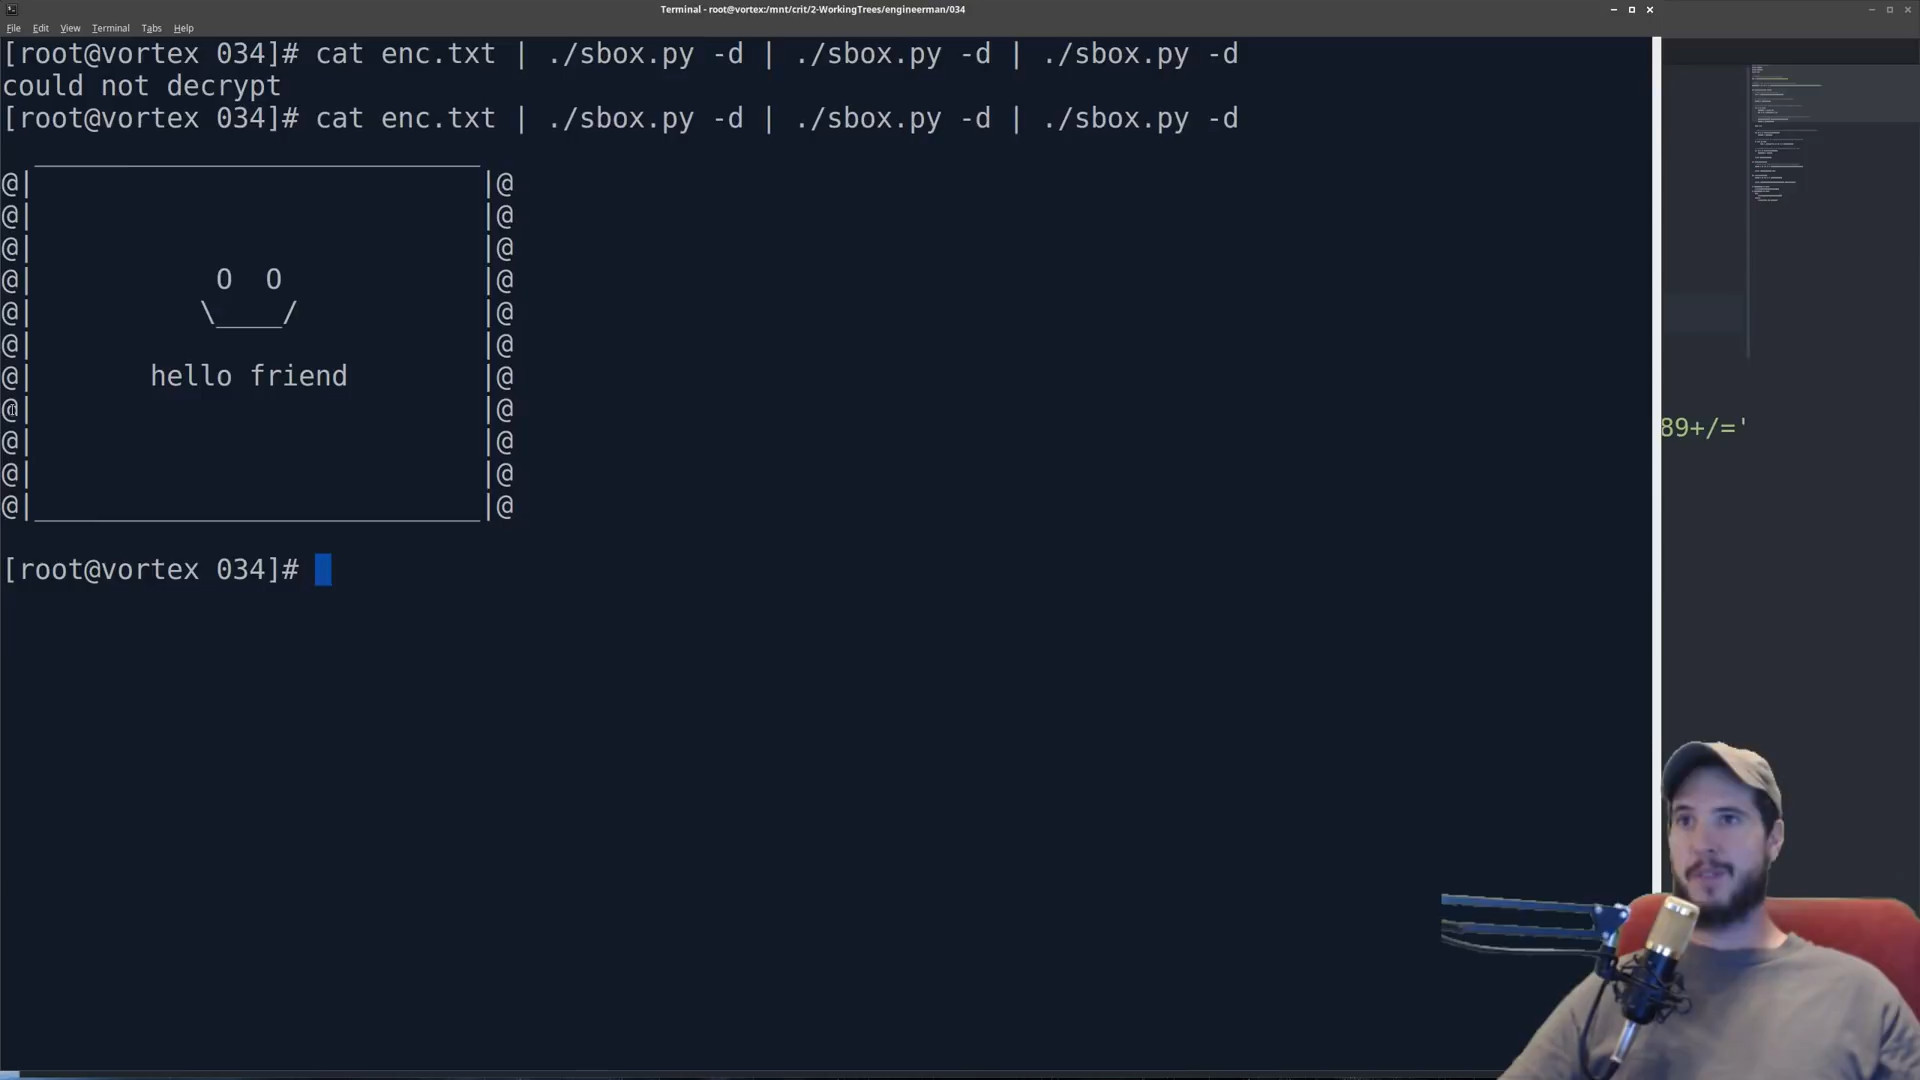 Terminal - root@vortex:/mnt/crit/2-WorkingTrees/engineerman/034
File Edit View Terminal Tabs Help
[root@vortex 034]# cat enc.txt | ./sbox.py -d | ./sbox.py -d | ./sbox.py -d
could not decrypt
[root@vortex 034]# cat enc.txt | ./sbox.py -d | ./sbox.py -d | ./sbox.py -d
  ___________________________
@|                           |@
@|                           |@
@|                           |@
@|           O  O            |@
@|          \____/           |@
@|                           |@
@|       hello friend        |@
@|                           |@
@|                           |@
@|                           |@
@|___________________________|@
89+/='
[root@vortex 034]#